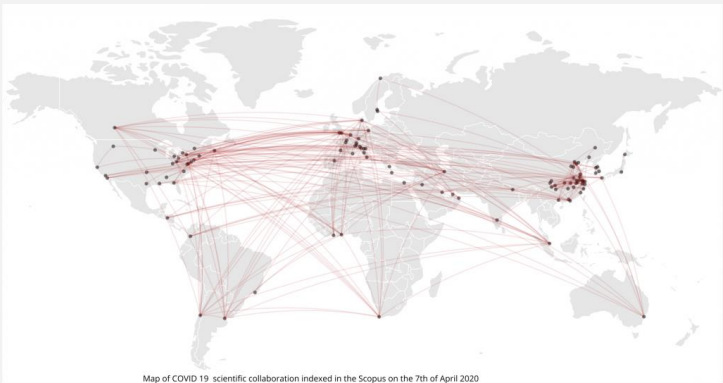 Map of COVID 19 scientific collaboration indexed in the Scopus on the 7th of April 2020